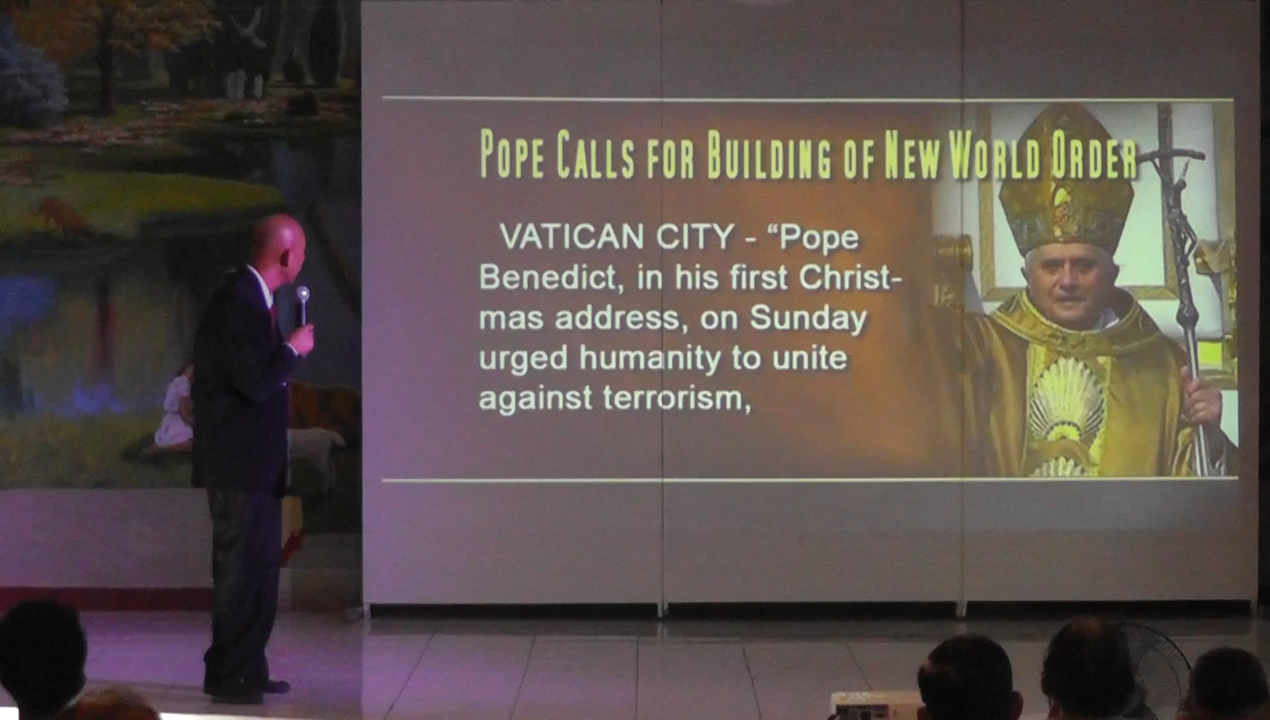 POPE CALLS FOR BUILDING OF NEW WORLD ORDER
VATICAN CITY - “Pope
Benedict, in his first Christ-
mas address, on Sunday
urged humanity to unite
against terrorism,